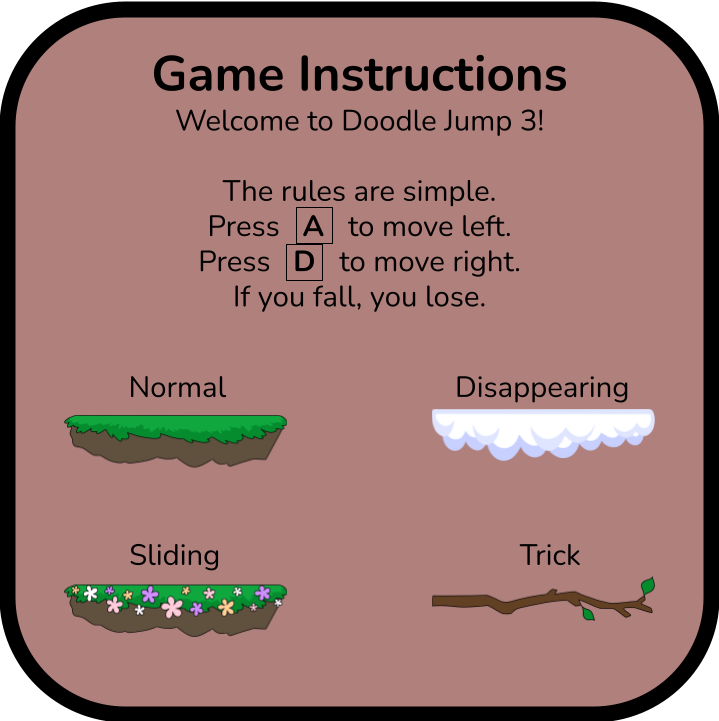 Game Instructions
Welcome to Doodle Jump 3!
The rules are simple.
Press A to move left.
Press D to move right.
If you fall, you lose.
Normal
Disappearing
Sliding
Trick